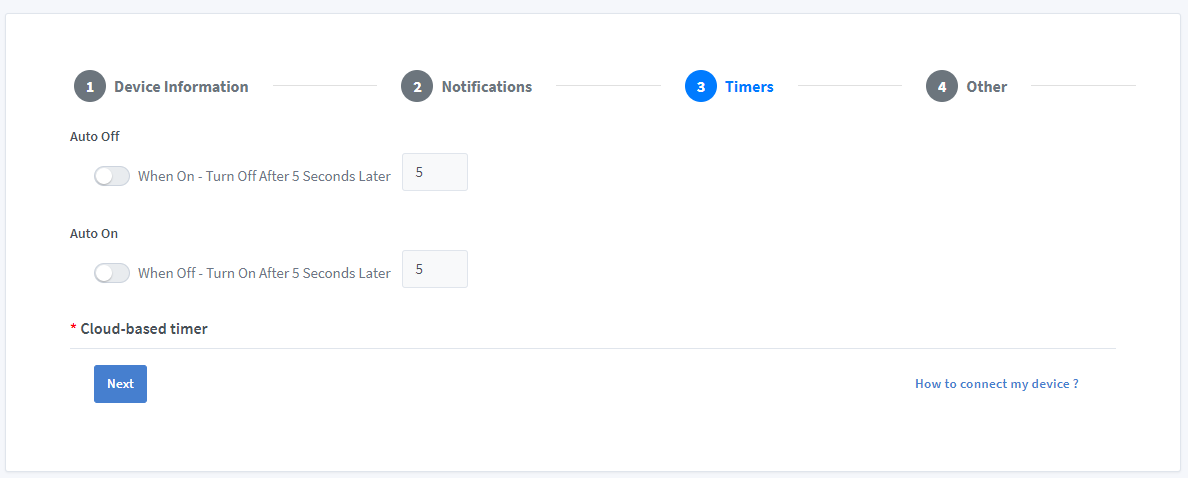 1 Device Information 2 Notifications 3 Timers 4 Other
Auto Off
When On - Turn Off After 5 Seconds Later 5
Auto On
When Off - Turn On After 5 Seconds Later 5
* Cloud-based timer
Next How to connect my device ?